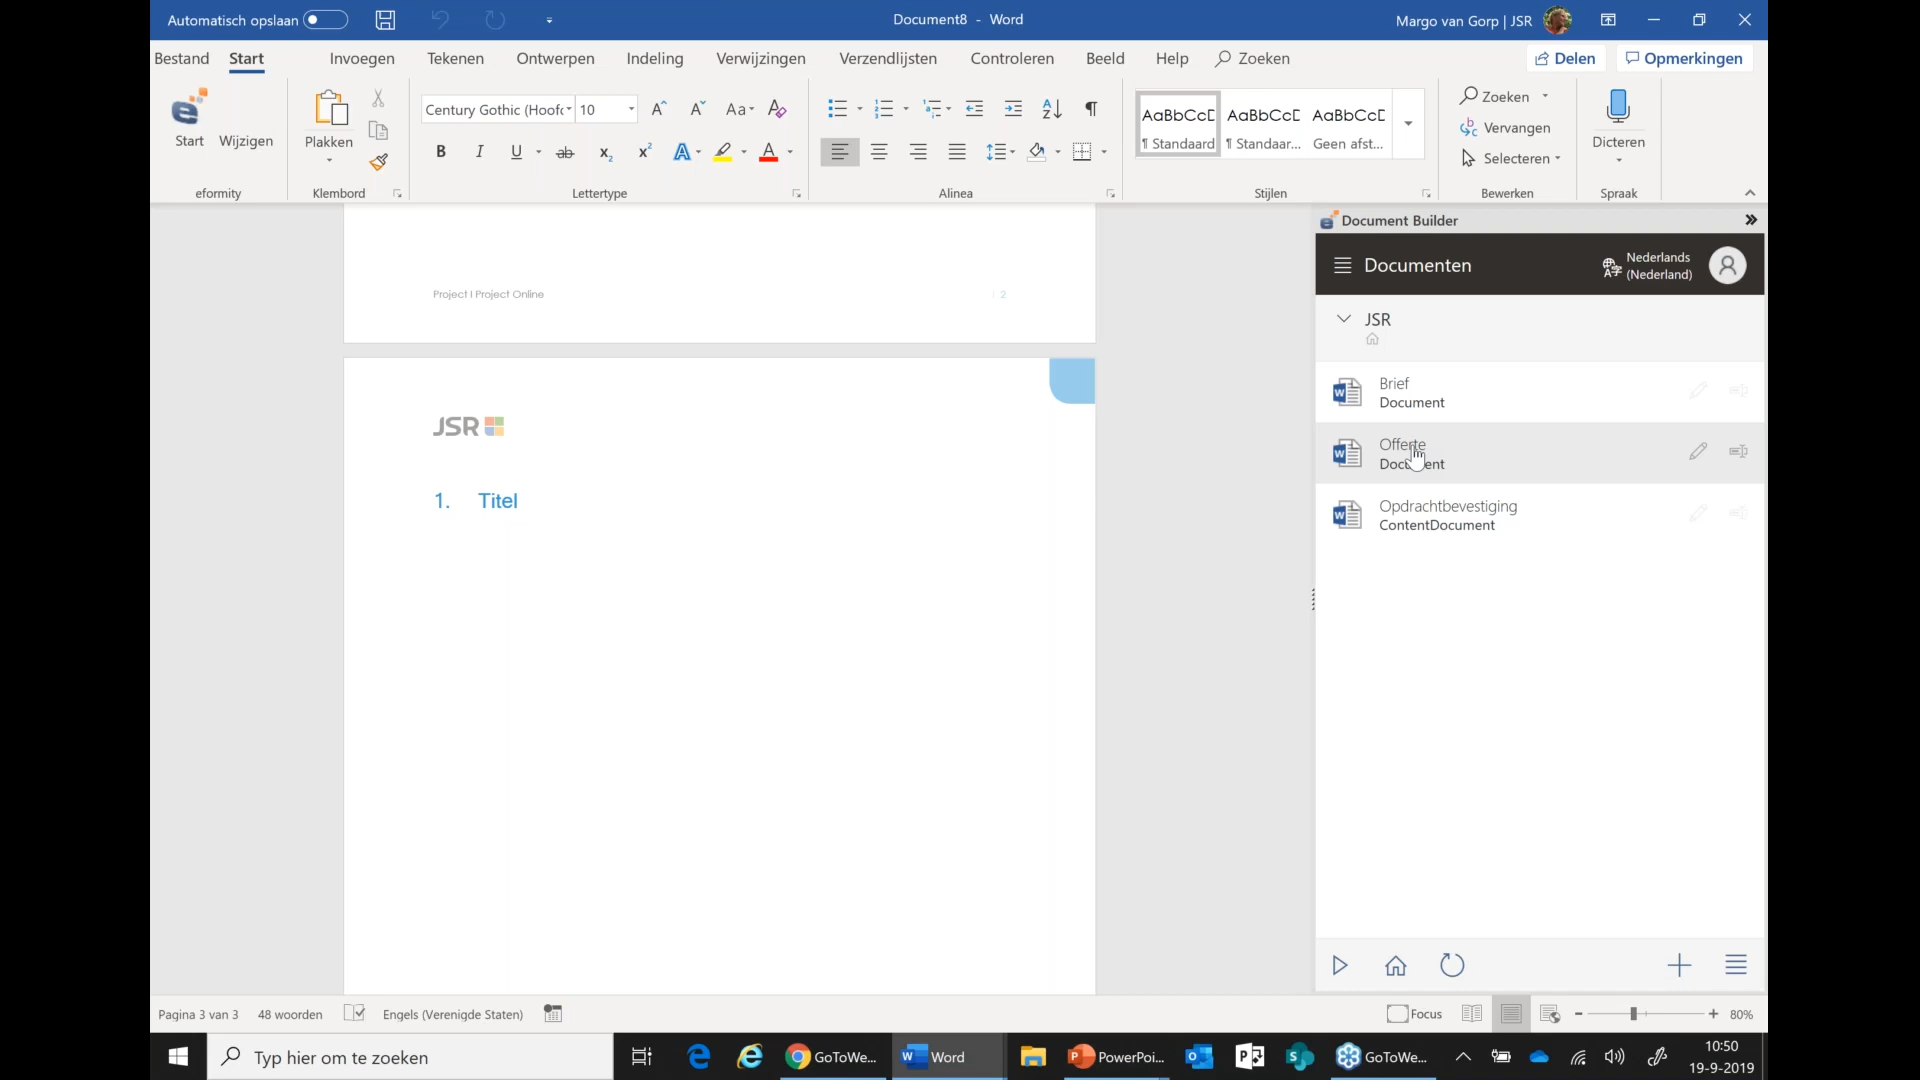 Automatisch opslaan
Document8 - Word
Margo van Gorp | JSR
Bestand Start Invoegen Tekenen Ontwerpen Indeling Verwijzingen Verzendlijsten Controleren Beeld Help Zoeken
Delen Opmerkingen
Start Wijzigen
eformity
Plakken
Klembord
Century Gothic (Hoofd 10
Lettertype
Alinea
¶ Standaard ¶ Standaar... Geen afst...
Stijlen
Zoeken
Vervangen
Selecteren
Bewerken
Dicteren
Spraak
Project I Project Online
| 2
JSR
1. Titel
Document Builder
Documenten
Nederlands
(Nederland)
JSR
Brief
Document
Offerte
Document
Opdrachtbevestiging
ContentDocument
Pagina 3 van 3 48 woorden Engels (Verenigde Staten)
Focus
80%
Typ hier om te zoeken
GoToWe...
Word
PowerPoi...
GoToWe...
10:50
19-9-2019